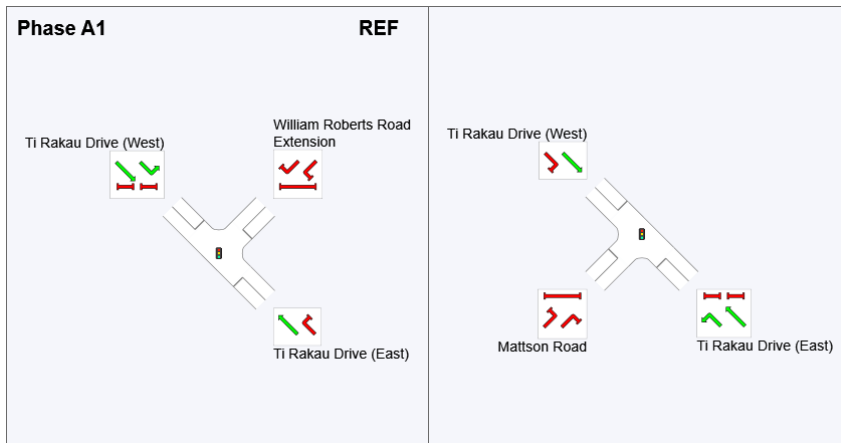 Phase A1
REF
Ti Rakau Drive (West)
William Roberts Road
Extension
Ti Rakau Drive (East)
Ti Rakau Drive (West)
Mattson Road
Ti Rakau Drive (East)